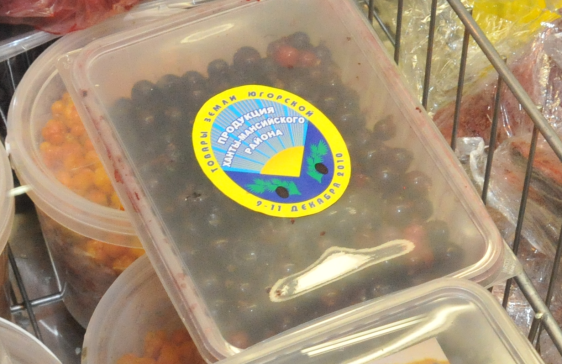 ТОВАРЫ ЗЕМЛИ ЮГОРСКОЙ
ПРОДУКЦИЯ
ХАНТЫ-МАНСИЙСКОГО
РАЙОНА
9-11 ДЕКАБРЯ 2010